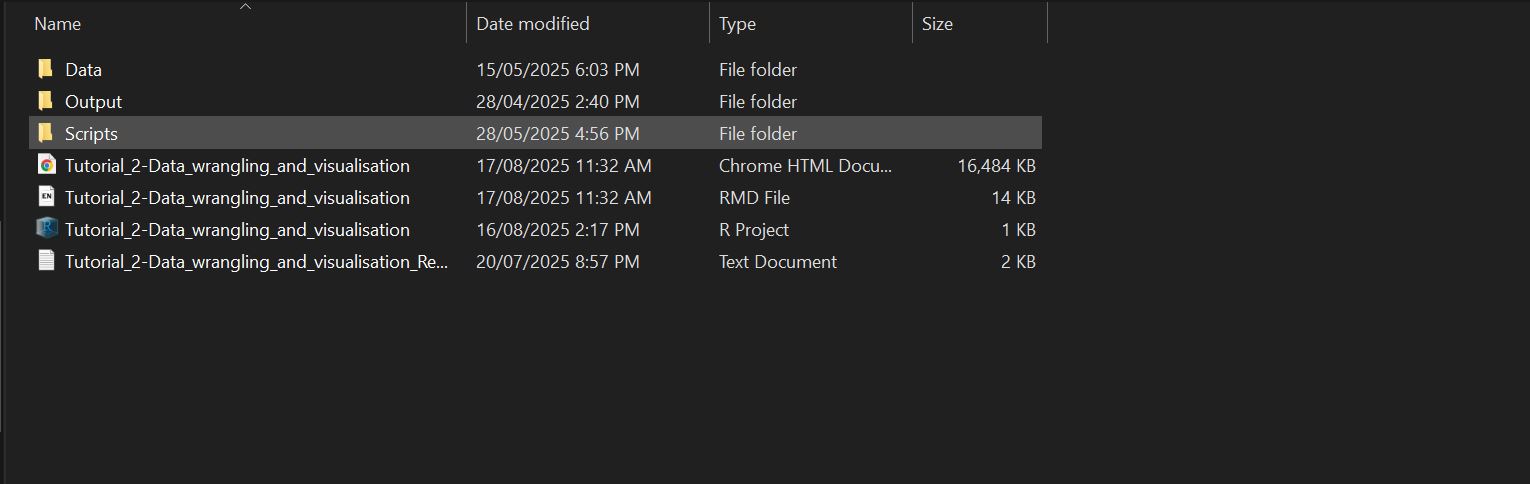 Name Date modified Type Size
Data 15/05/2025 6:03 PM File folder
Output 28/04/2025 2:40 PM File folder
Scripts 28/05/2025 4:56 PM File folder
Tutorial_2-Data_wrangling_and_visualisation 17/08/2025 11:32 AM Chrome HTML Docu... 16,484 KB
EN Tutorial_2-Data_wrangling_and_visualisation 17/08/2025 11:32 AM RMD File 14 KB
R Tutorial_2-Data_wrangling_and_visualisation 16/08/2025 2:17 PM R Project 1 KB
Tutorial_2-Data_wrangling_and_visualisation_Re... 20/07/2025 8:57 PM Text Document 2 KB